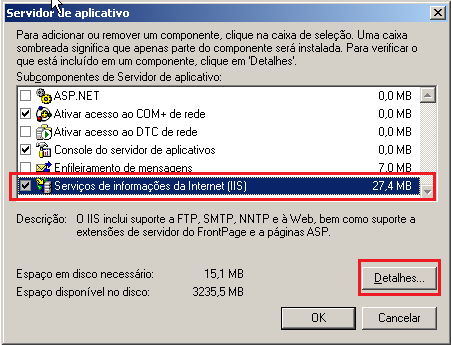 Servidor de aplicativo
Para adicionar ou remover um componente, clique na caixa de seleção. Uma caixa
sombreada significa que apenas parte do componente será instalada. Para verificar o
que está incluído em um componente, clique em 'Detalhes'.
Subcomponentes de Servidor de aplicativo:
ASP.NET 0,0 MB
Ativar acesso ao COM+ de rede 0,0 MB
Ativar acesso ao DTC de rede 0,0 MB
Console do servidor de aplicativos 0,0 MB
Enfileiramento de mensagens 7,0 MB
Serviços de informações da Internet (IIS) 27,4 MB
Descrição: O IIS inclui suporte a FTP, SMTP, NNTP e à Web, bem como suporte a
extensões de servidor do FrontPage e a páginas ASP.
Espaço em disco necessário: 15,1 MB
Detalhes...
Espaço disponível no disco: 3235,5 MB
OK Cancelar